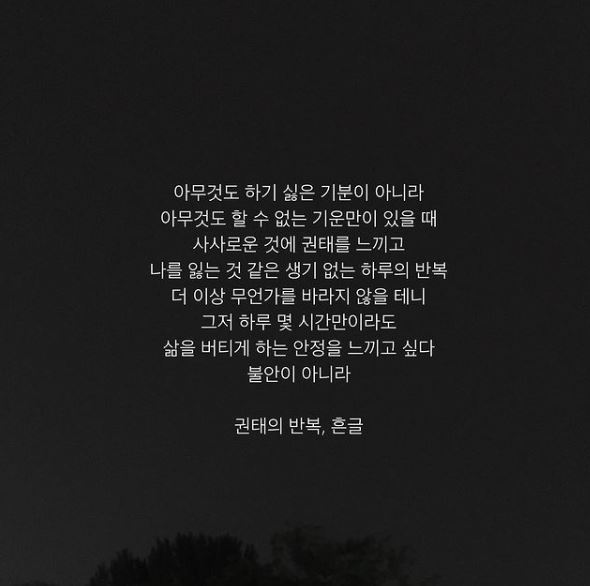 아무것도 하기 싫은 기분이 아니라
아무것도 할 수 없는 기운만이 있을 때
사사로운 것에 권태를 느끼고
나를 잃는 것 같은 생기 없는 하루의 반복
더 이상 무언가를 바라지 않을 테니
그저 하루 몇 시간만이라도
삶을 버티게 하는 안정을 느끼고 싶다
불안이 아니라
권태의 반복, 흔글